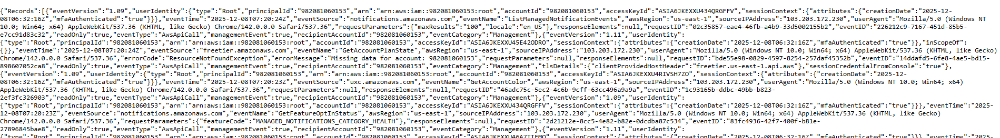 {"Records":[{"eventVersion":"1.09","userIdentity":{"type":"Root","principalId":"982081060153","arn":"arn:aws:iam::982081060153:root","accountId":"982081060153","accessKeyId":"ASIA6JKEXXU434QRGFFV","sessionContext":{"attributes":{"creationDate":"2025-12-
08T06:32:16Z","mfaAuthenticated":"true"}}},"eventTime":"2025-12-08T07:20:24Z","eventSource":"notifications.amazonaws.com","eventName":"ListManagedNotificationEvents","awsRegion":"us-east-1","sourceIPAddress":"103.203.172.230","userAgent":"Mozilla/5.0 (Windows NT
10.0; Win64; x64) AppleWebKit/537.36 (KHTML, like Gecko) Chrome/142.0.0.0 Safari/537.36","requestParameters":{"maxResults":"100","locale":"en_US"},"responseElements":null,"requestID":"02c35857-eae4-46fb-a4b9-33d5002155b2","eventID":"226212c9-7167-451d-85b5-
e7cc91d83c32","readOnly":true,"eventType":"AwsApiCall","managementEvent":true,"recipientAccountId":"982081060153","eventCategory":"Management"},{"eventVersion":"1.11","userIdentity":
{"type":"Root","principalId":"982081060153","arn":"arn:aws:iam::982081060153:root","accountId":"982081060153","accessKeyId":"ASIA6JKEXXU45E42ODRO","sessionContext":{"attributes":{"creationDate":"2025-12-08T06:32:16Z","mfaAuthenticated":"true"}},"inScopeOf":
{}},"eventTime":"2025-12-08T07:20:24Z","eventSource":"freetier.amazonaws.com","eventName":"GetAccountPlanState","awsRegion":"us-east-1","sourceIPAddress":"103.203.172.230","userAgent":"Mozilla/5.0 (Windows NT 10.0; Win64; x64) AppleWebKit/537.36 (KHTML, like Gecko)
Chrome/142.0.0.0 Safari/537.36","errorCode":"ResourceNotFoundException","errorMessage":"Missing data for account: 982081060153","requestParameters":null,"responseElements":null,"requestID":"bde55e98-0829-4597-8254-257daf45352b","eventID":"14ddafd5-6fe8-4ae5-bd15-
898607052ca8","readOnly":true,"eventType":"AwsApiCall","managementEvent":true,"recipientAccountId":"982081060153","eventCategory":"Management","tlsDetails":{"clientProvidedHostHeader":"freetier.us-east-1.api.aws"},"sessionCredentialFromConsole":"true"},
{"eventVersion":"1.09","userIdentity":{"type":"Root","principalId":"982081060153","arn":"arn:aws:iam::982081060153:root","accountId":"982081060153","accessKeyId":"ASIA6JKEXXU4RIVSH7ZO","sessionContext":{"attributes":{"creationDate":"2025-12-
08T06:32:16Z","mfaAuthenticated":"true"}}},"eventTime":"2025-12-08T07:20:23Z","eventSource":"uxc.amazonaws.com","eventName":"GetAccountColor","awsRegion":"us-east-1","sourceIPAddress":"103.203.172.230","userAgent":"Mozilla/5.0 (Windows NT 10.0; Win64; x64)
AppleWebKit/537.36 (KHTML, like Gecko) Chrome/142.0.0.0 Safari/537.36","requestParameters":null,"responseElements":null,"requestID":"46adc75c-5ec2-4c6b-9cff-63cc496a9a9a","eventID":"1c93165b-ddbc-49bb-b823-
2ef3fc326903","readOnly":true,"eventType":"AwsApiCall","managementEvent":true,"recipientAccountId":"982081060153","eventCategory":"Management"},{"eventVersion":"1.09","userIdentity":
{"type":"Root","principalId":"982081060153","arn":"arn:aws:iam::982081060153:root","accountId":"982081060153","accessKeyId":"ASIA6JKEXXU434QRGFFV","sessionContext":{"attributes":{"creationDate":"2025-12-08T06:32:16Z","mfaAuthenticated":"true"}}},"eventTime":"2025-
12-08T07:20:23Z","eventSource":"notifications.amazonaws.com","eventName":"GetFeatureOptInStatus","awsRegion":"us-east-1","sourceIPAddress":"103.203.172.230","userAgent":"Mozilla/5.0 (Windows NT 10.0; Win64; x64) AppleWebKit/537.36 (KHTML, like Gecko)
Chrome/142.0.0.0 Safari/537.36","requestParameters":{"featureCode":"MANAGED_NOTIFICATIONS_CATEGORY_HEALTH"},"responseElements":null,"requestID":"2d21212e-8cc5-4e82-b82e-0dcdba87c534","eventID":"83fc4936-42f7-400f-b81e-
27896845bae8","readOnly":true,"eventType":"AwsApiCall","managementEvent":true,"recipientAccountId":"982081060153","eventCategory":"Management"},{"eventVersion":"1.11","userIdentity":
{"type":"Root","principalId":"982081060153","arn":"arn:aws:iam::982081060153:root","accountId":"982081060153","accessKeyId":"ASIA6JKEXXU46A7TIEMO","sessionContext":{"attributes":{"creationDate":"2025-12-08T06:32:16Z","mfaAuthenticated":"true"}}},"eventTime":"2025-